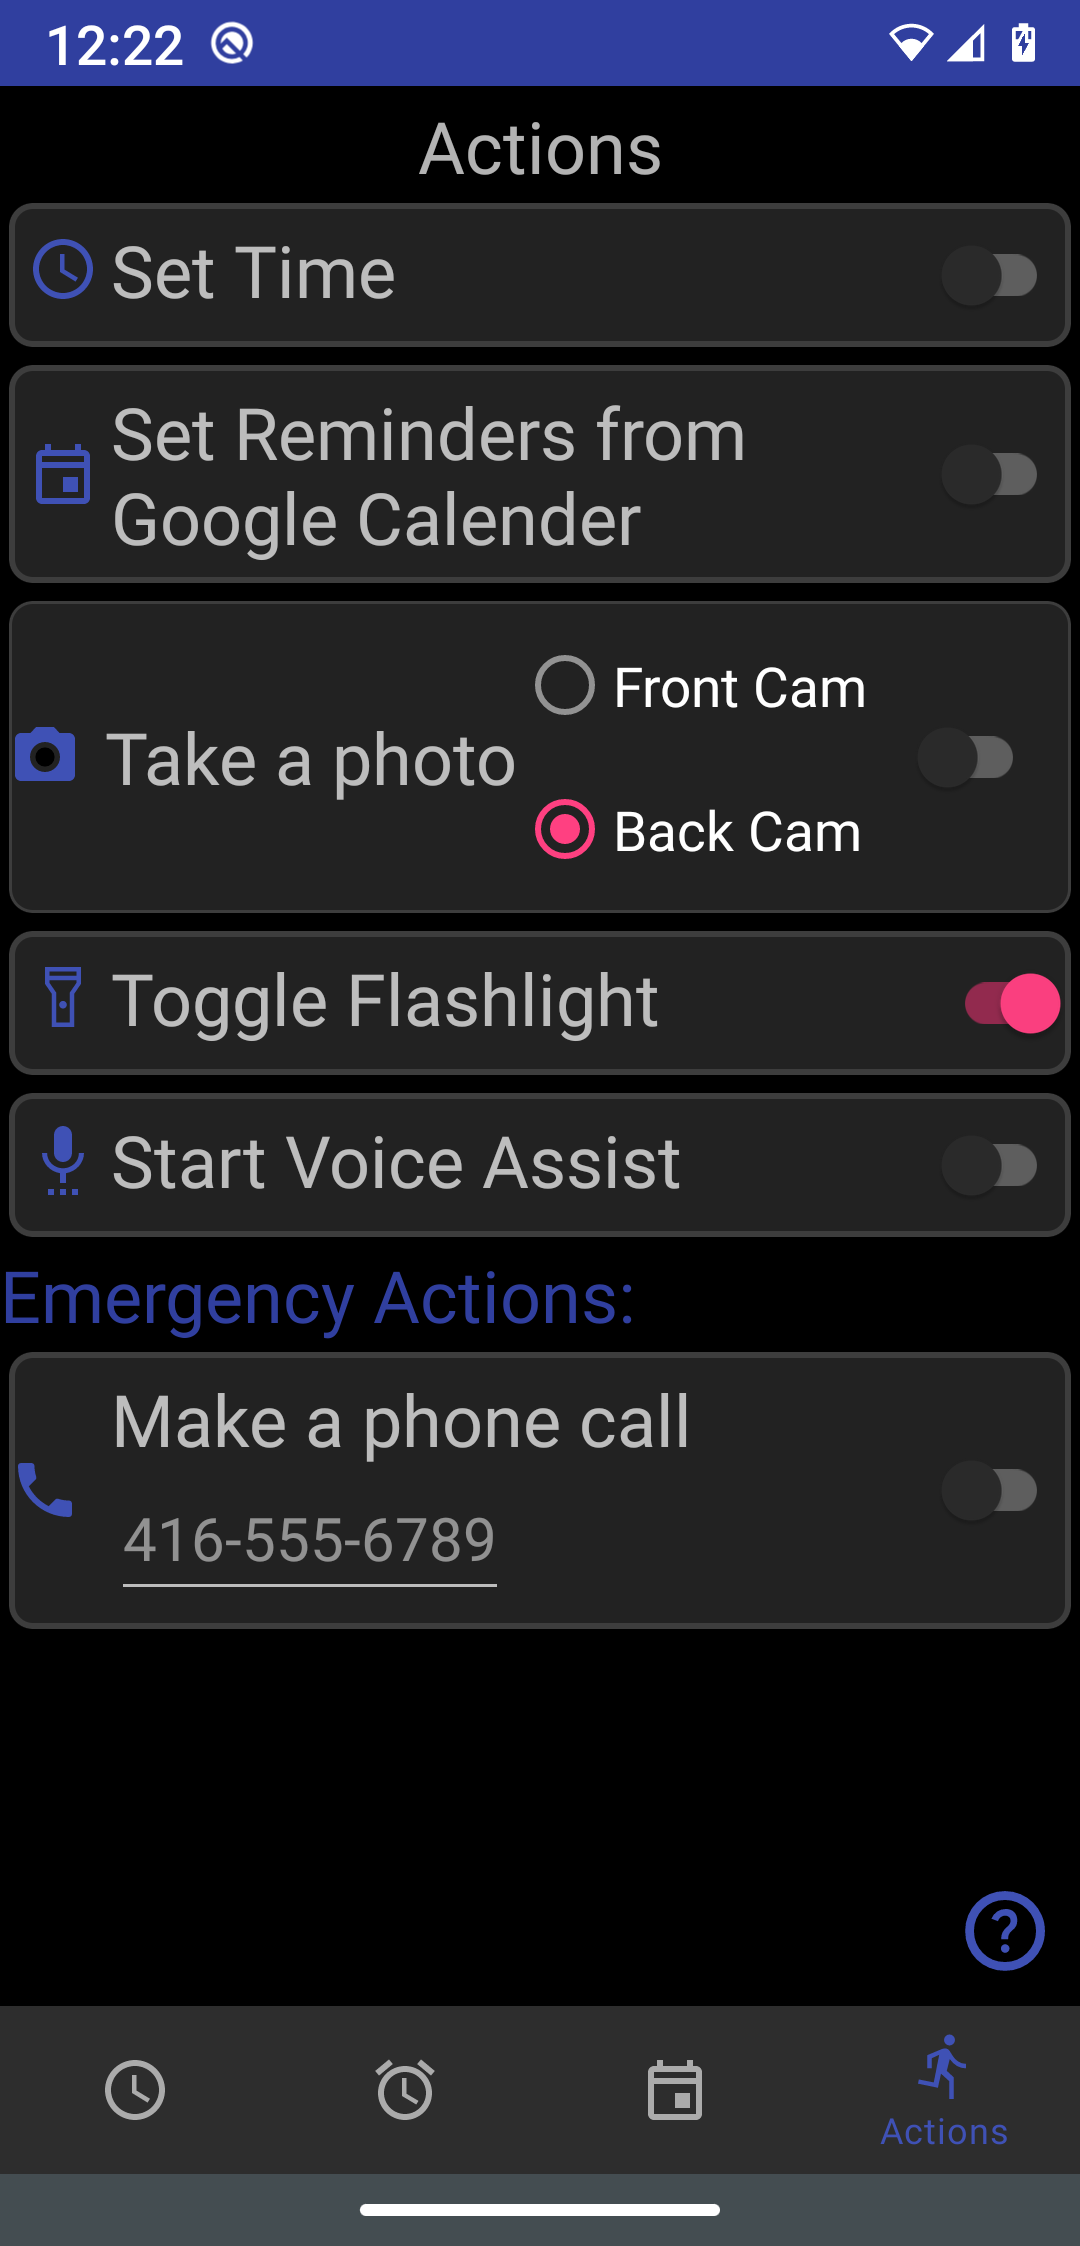 12:22
Actions
Set Time
Set Reminders from
Google Calender
Take a photo
Front Cam
Back Cam
Toggle Flashlight
Start Voice Assist
Emergency Actions:
Make a phone call
416-555-6789
Actions